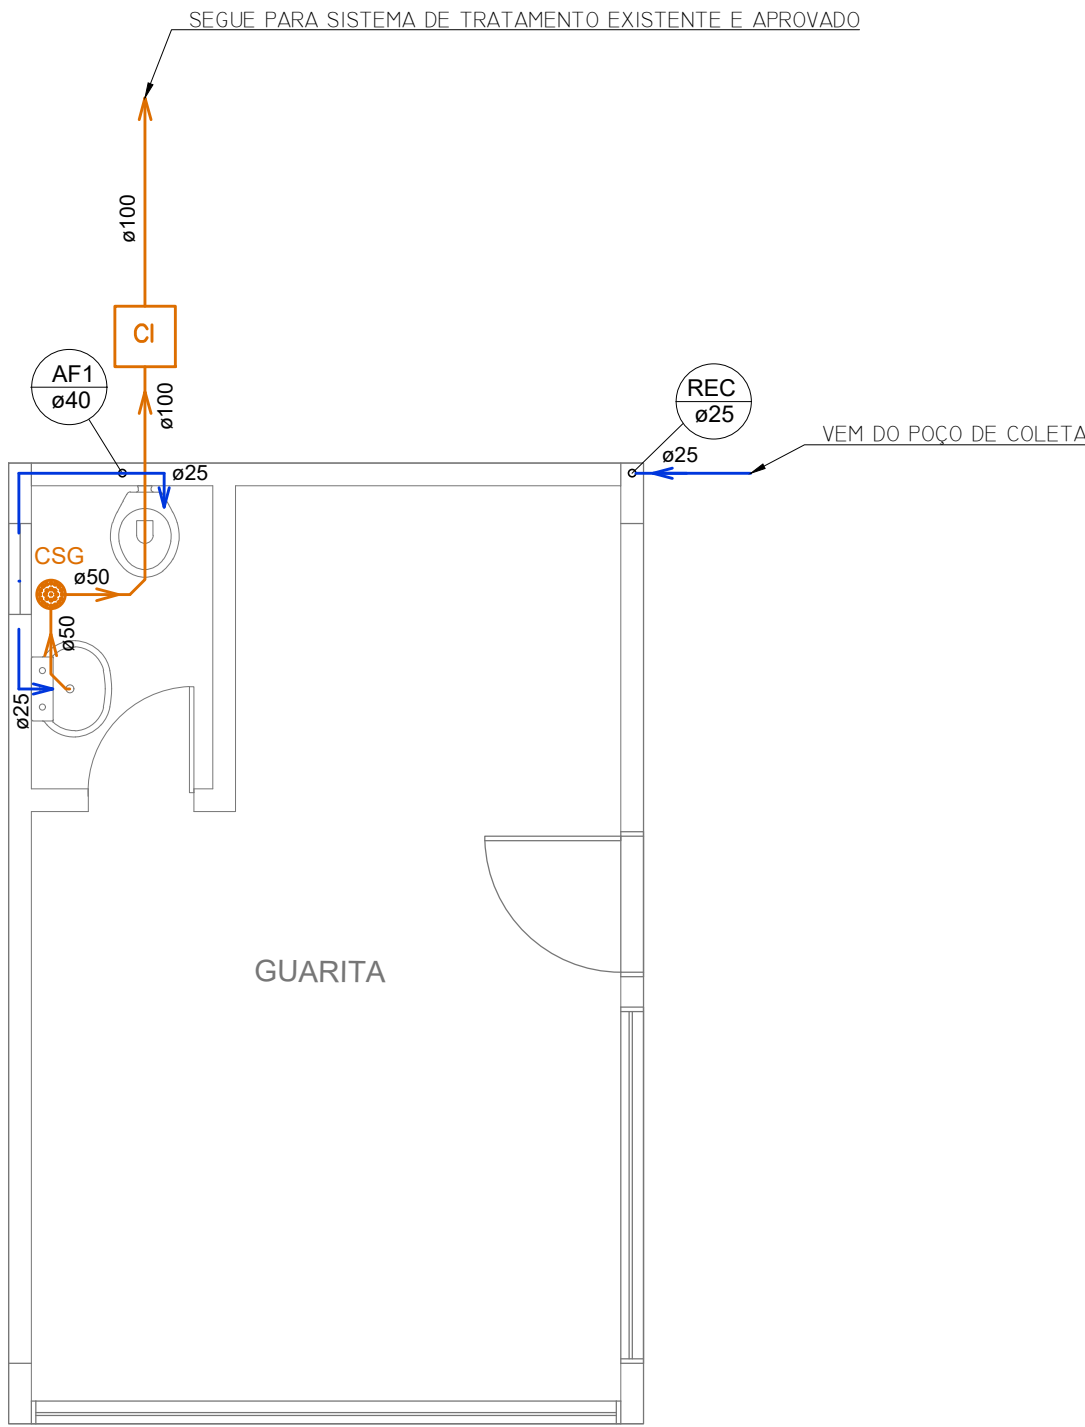 SEGUE PARA SISTEMA DE TRATAMENTO EXISTENTE E APROVADO
ø100
CI
AF1
ø40
ø100
REC
ø25
VEM DO POÇO DE COLETA
ø25
ø25
CSG
ø50
ø50
ø25
GUARITA